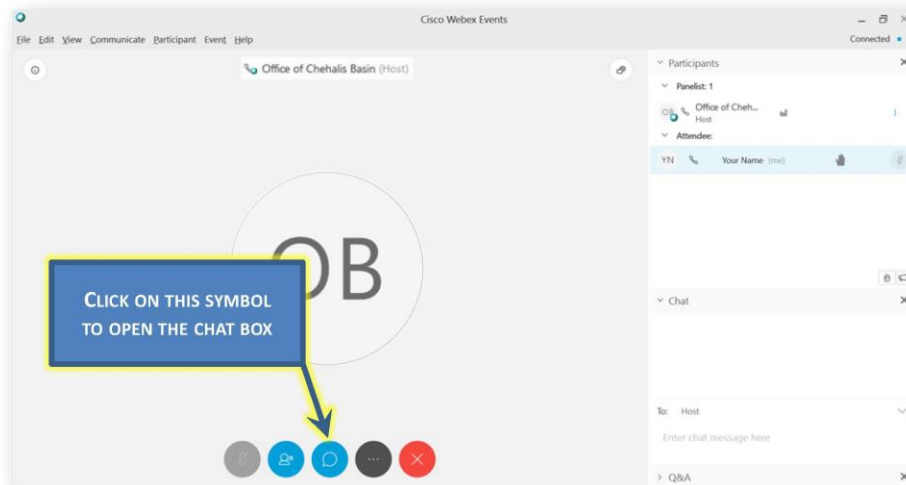 Cisco Webex Events
File Edit View Communicate Participant Event Help
Connected
Office of Chehalis Basin (Host)
Participants
Panelist: 1
OB
Office of Cheh...
Host
Attendee:
YN Your Name (me)
OB
CLICK ON THIS SYMBOL
TO OPEN THE CHAT BOX
Chat
To: Host
Enter chat message here
Q&A